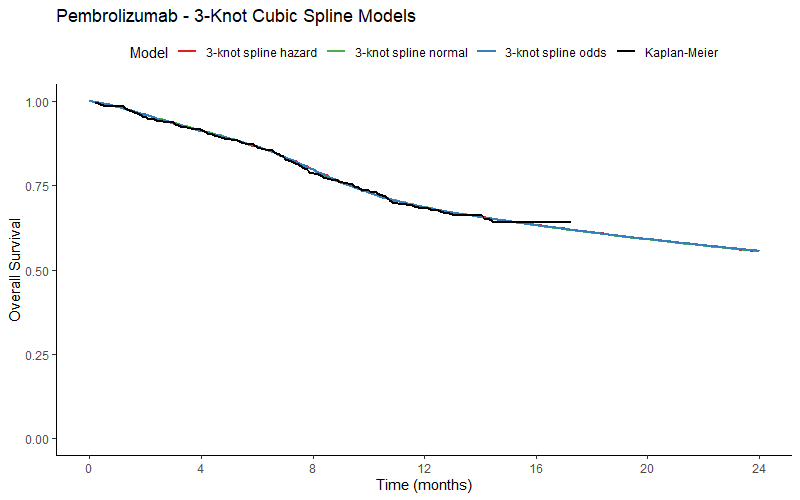 Pembrolizumab - 3-Knot Cubic Spline Models
Model 3-knot spline hazard 3-knot spline normal 3-knot spline odds Kaplan-Meier
1.00
0.75
0.50
0.25
0.00
Overall Survival
0 4 8 12 16 20 24
Time (months)